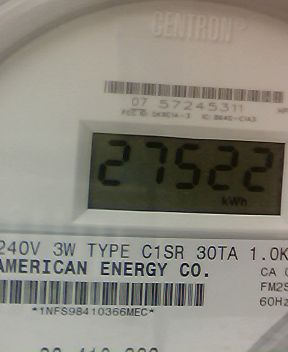 CENTRON®
07 57245311
27522
kWh
240V 3W TYPE C1SR 30TA 1.0K
AMERICAN ENERGY CO.
CA
FM2S
60Hz
*1NFS98410366MEC*